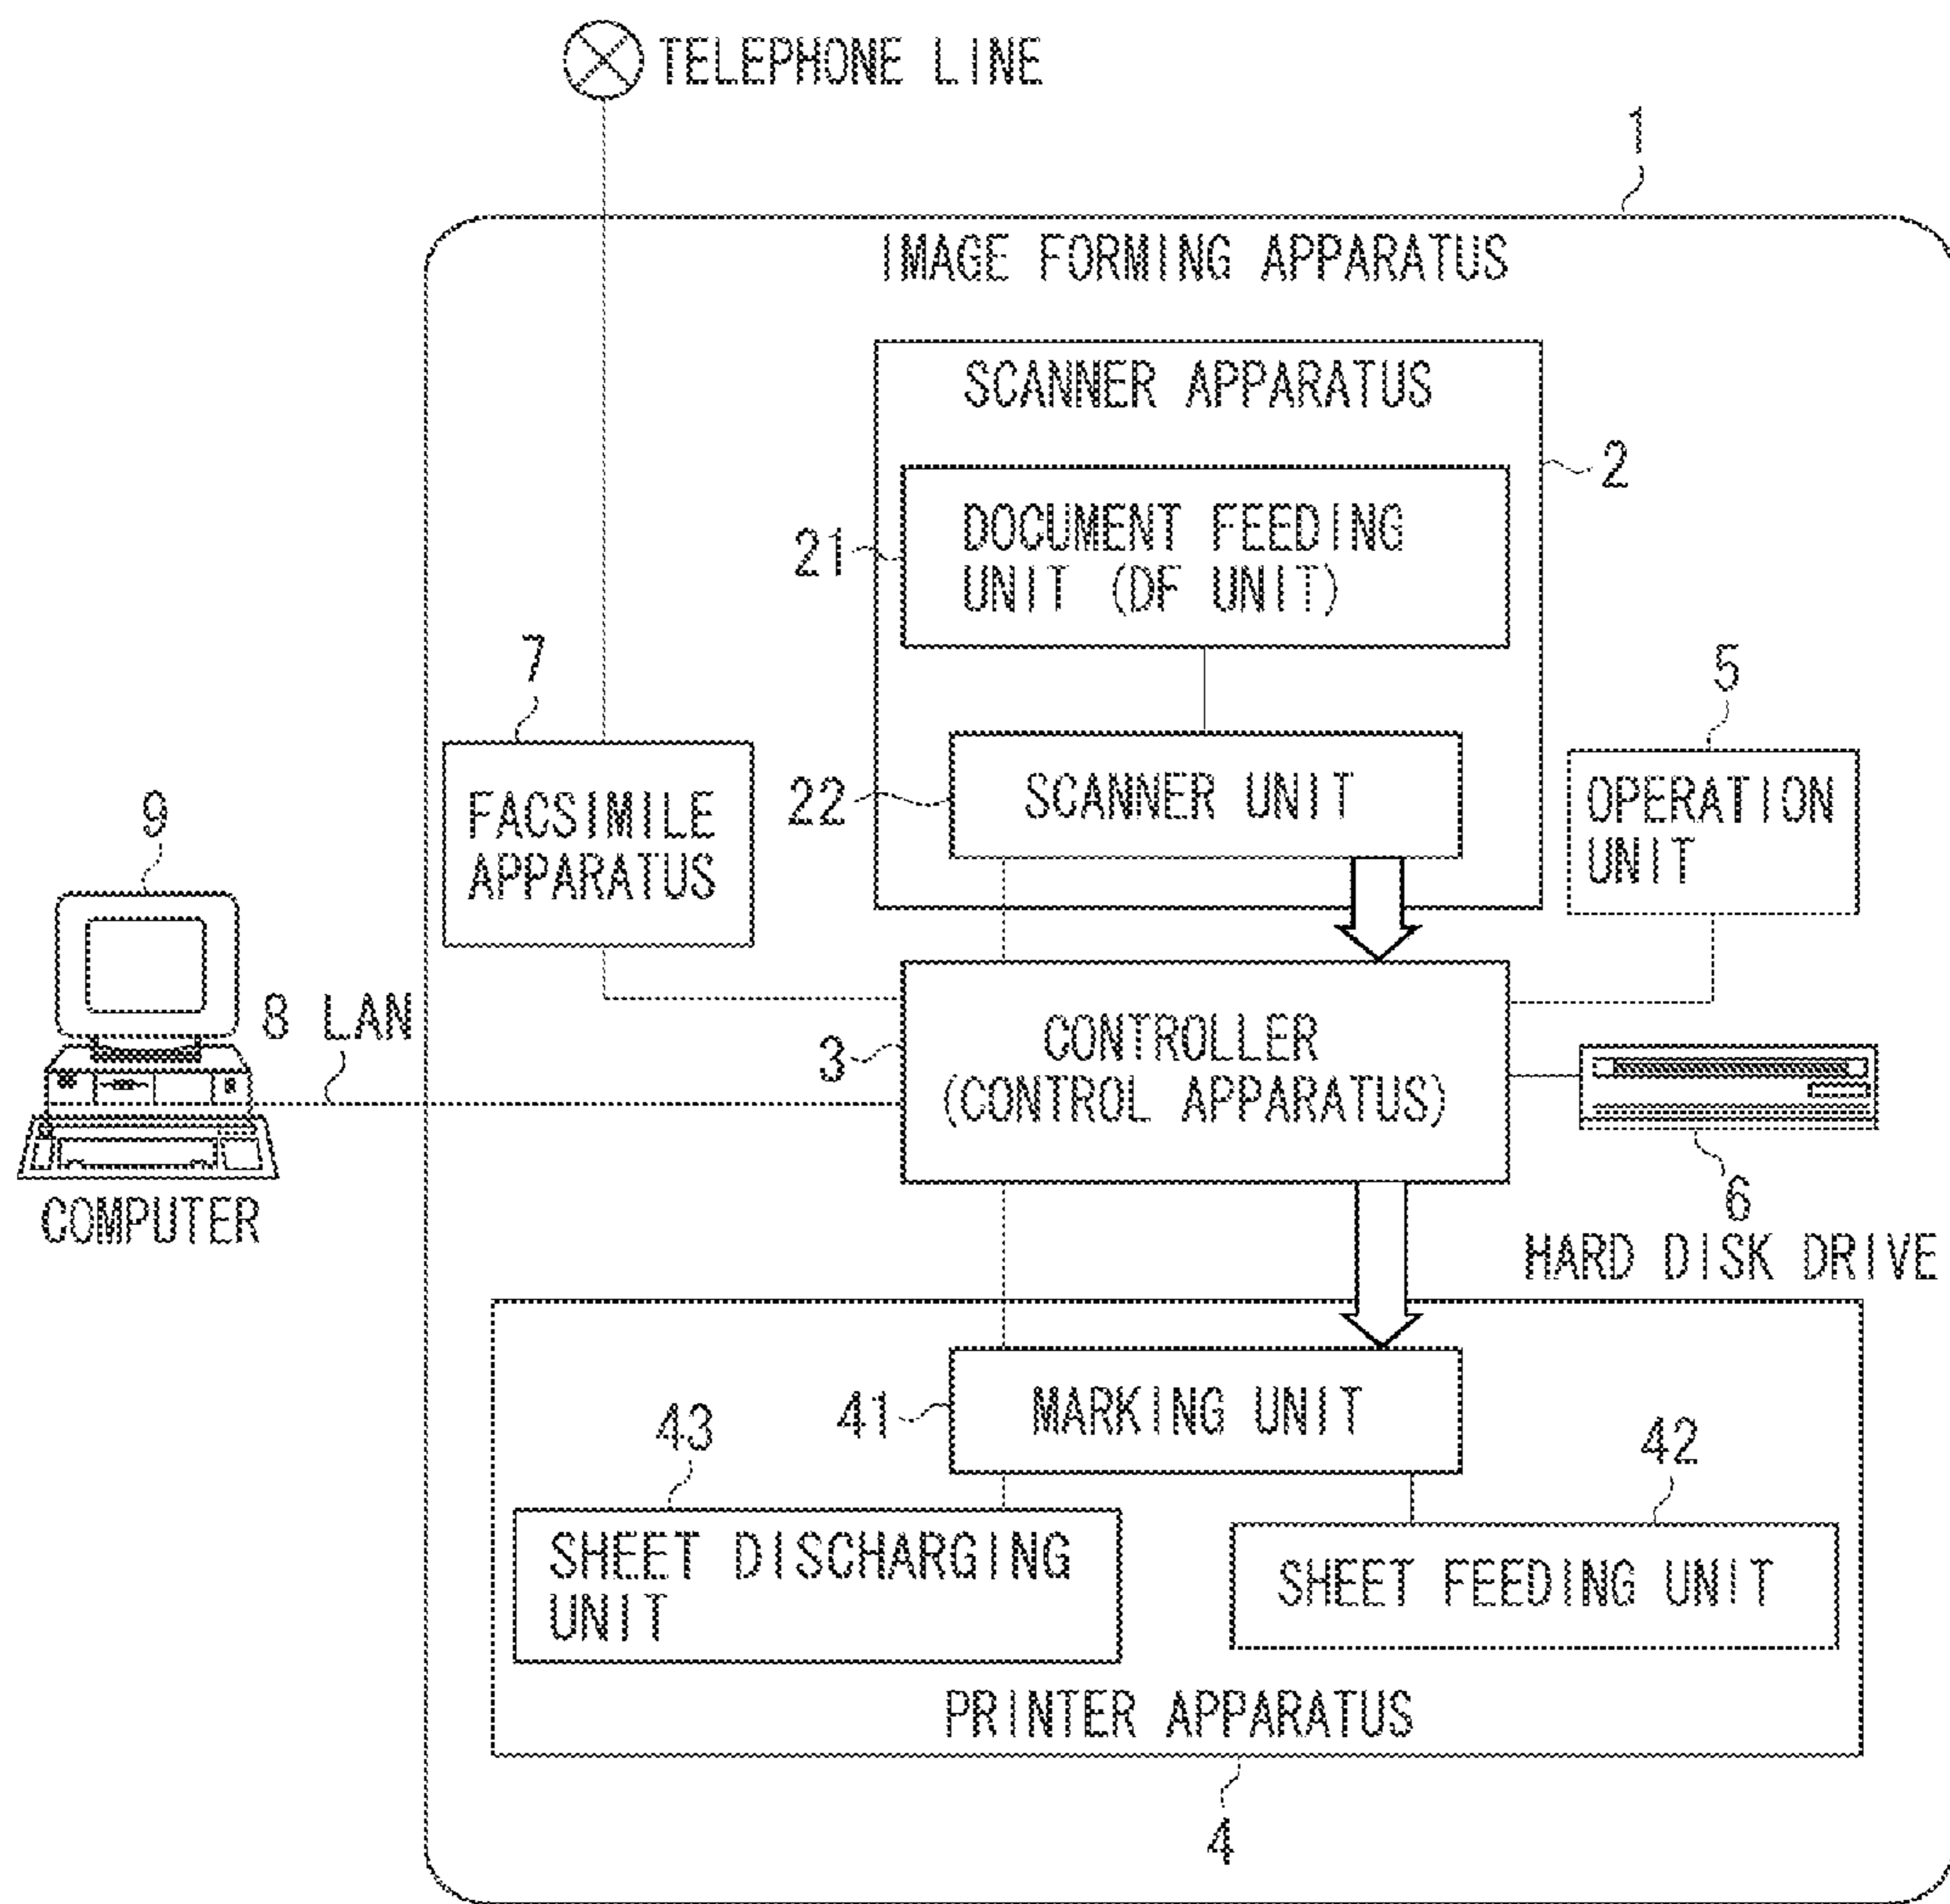 TELEPHONE LINE
1
IMAGE FORMING APPARATUS
SCANNER APPARATUS
2
21
DOCUMENT FEEDING
UNIT (DF UNIT)
7
5
FACSIMILE
APPARATUS
22
SCANNER UNIT
OPERATION
UNIT
9
8 LAN
3
CONTROLLER
(CONTROL APPARATUS)
COMPUTER
6
HARD DISK DRIVE
41
MARKING UNIT
43
42
SHEET DISCHARGING
UNIT
SHEET FEEDING UNIT
PRINTER APPARATUS
4